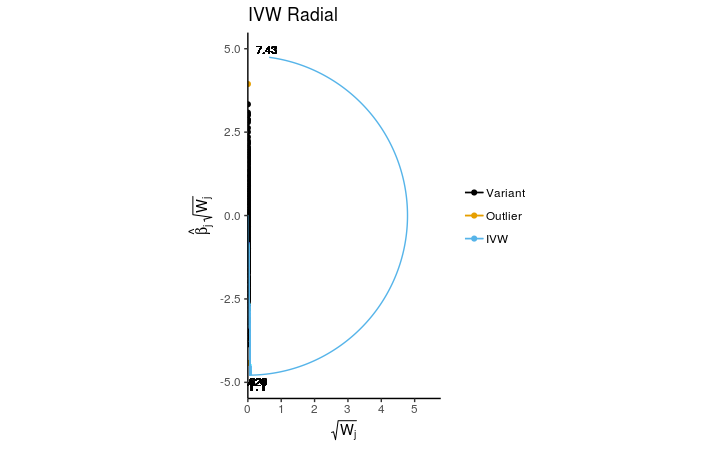 IVW Radial
7.43
5.0
2.5
0.0
-2.5
-5.0
β̂ⱼ√Wⱼ
0 1 2 3 4 5
√Wⱼ
Variant
Outlier
IVW